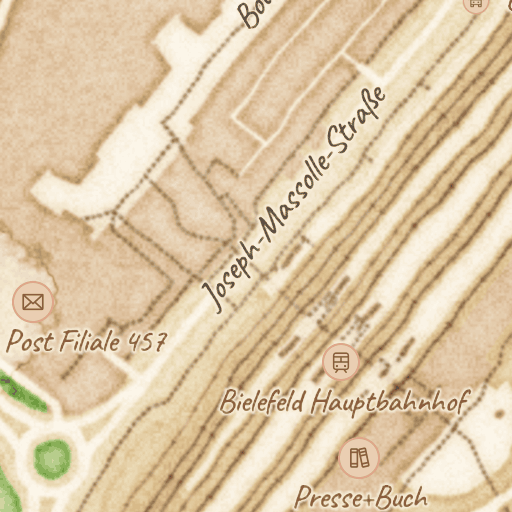 Joseph-Massolle-Straße
Post Filiale 457
Bielefeld Hauptbahnhof
Presse+Buch